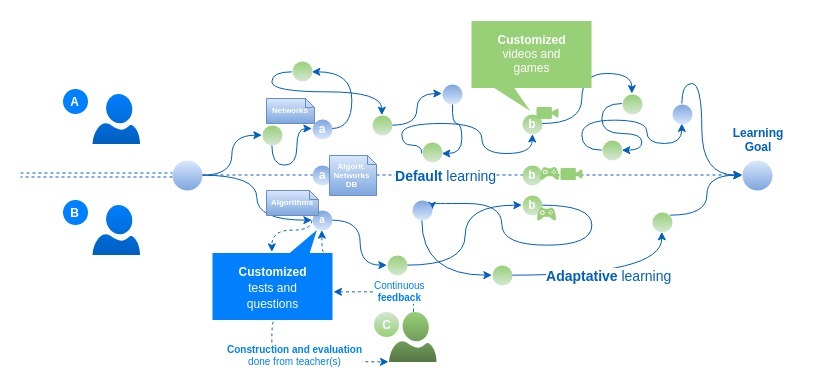 Customized
videos and
games
A
Networks
a
b
Learning
Goal
a
Algorit.
Networks
DB
Default learning
b
B
Algorithms
a
b
Customized
tests and
questions
Adaptative learning
Continuous
feedback
C
Construction and evaluation
done from teacher(s)